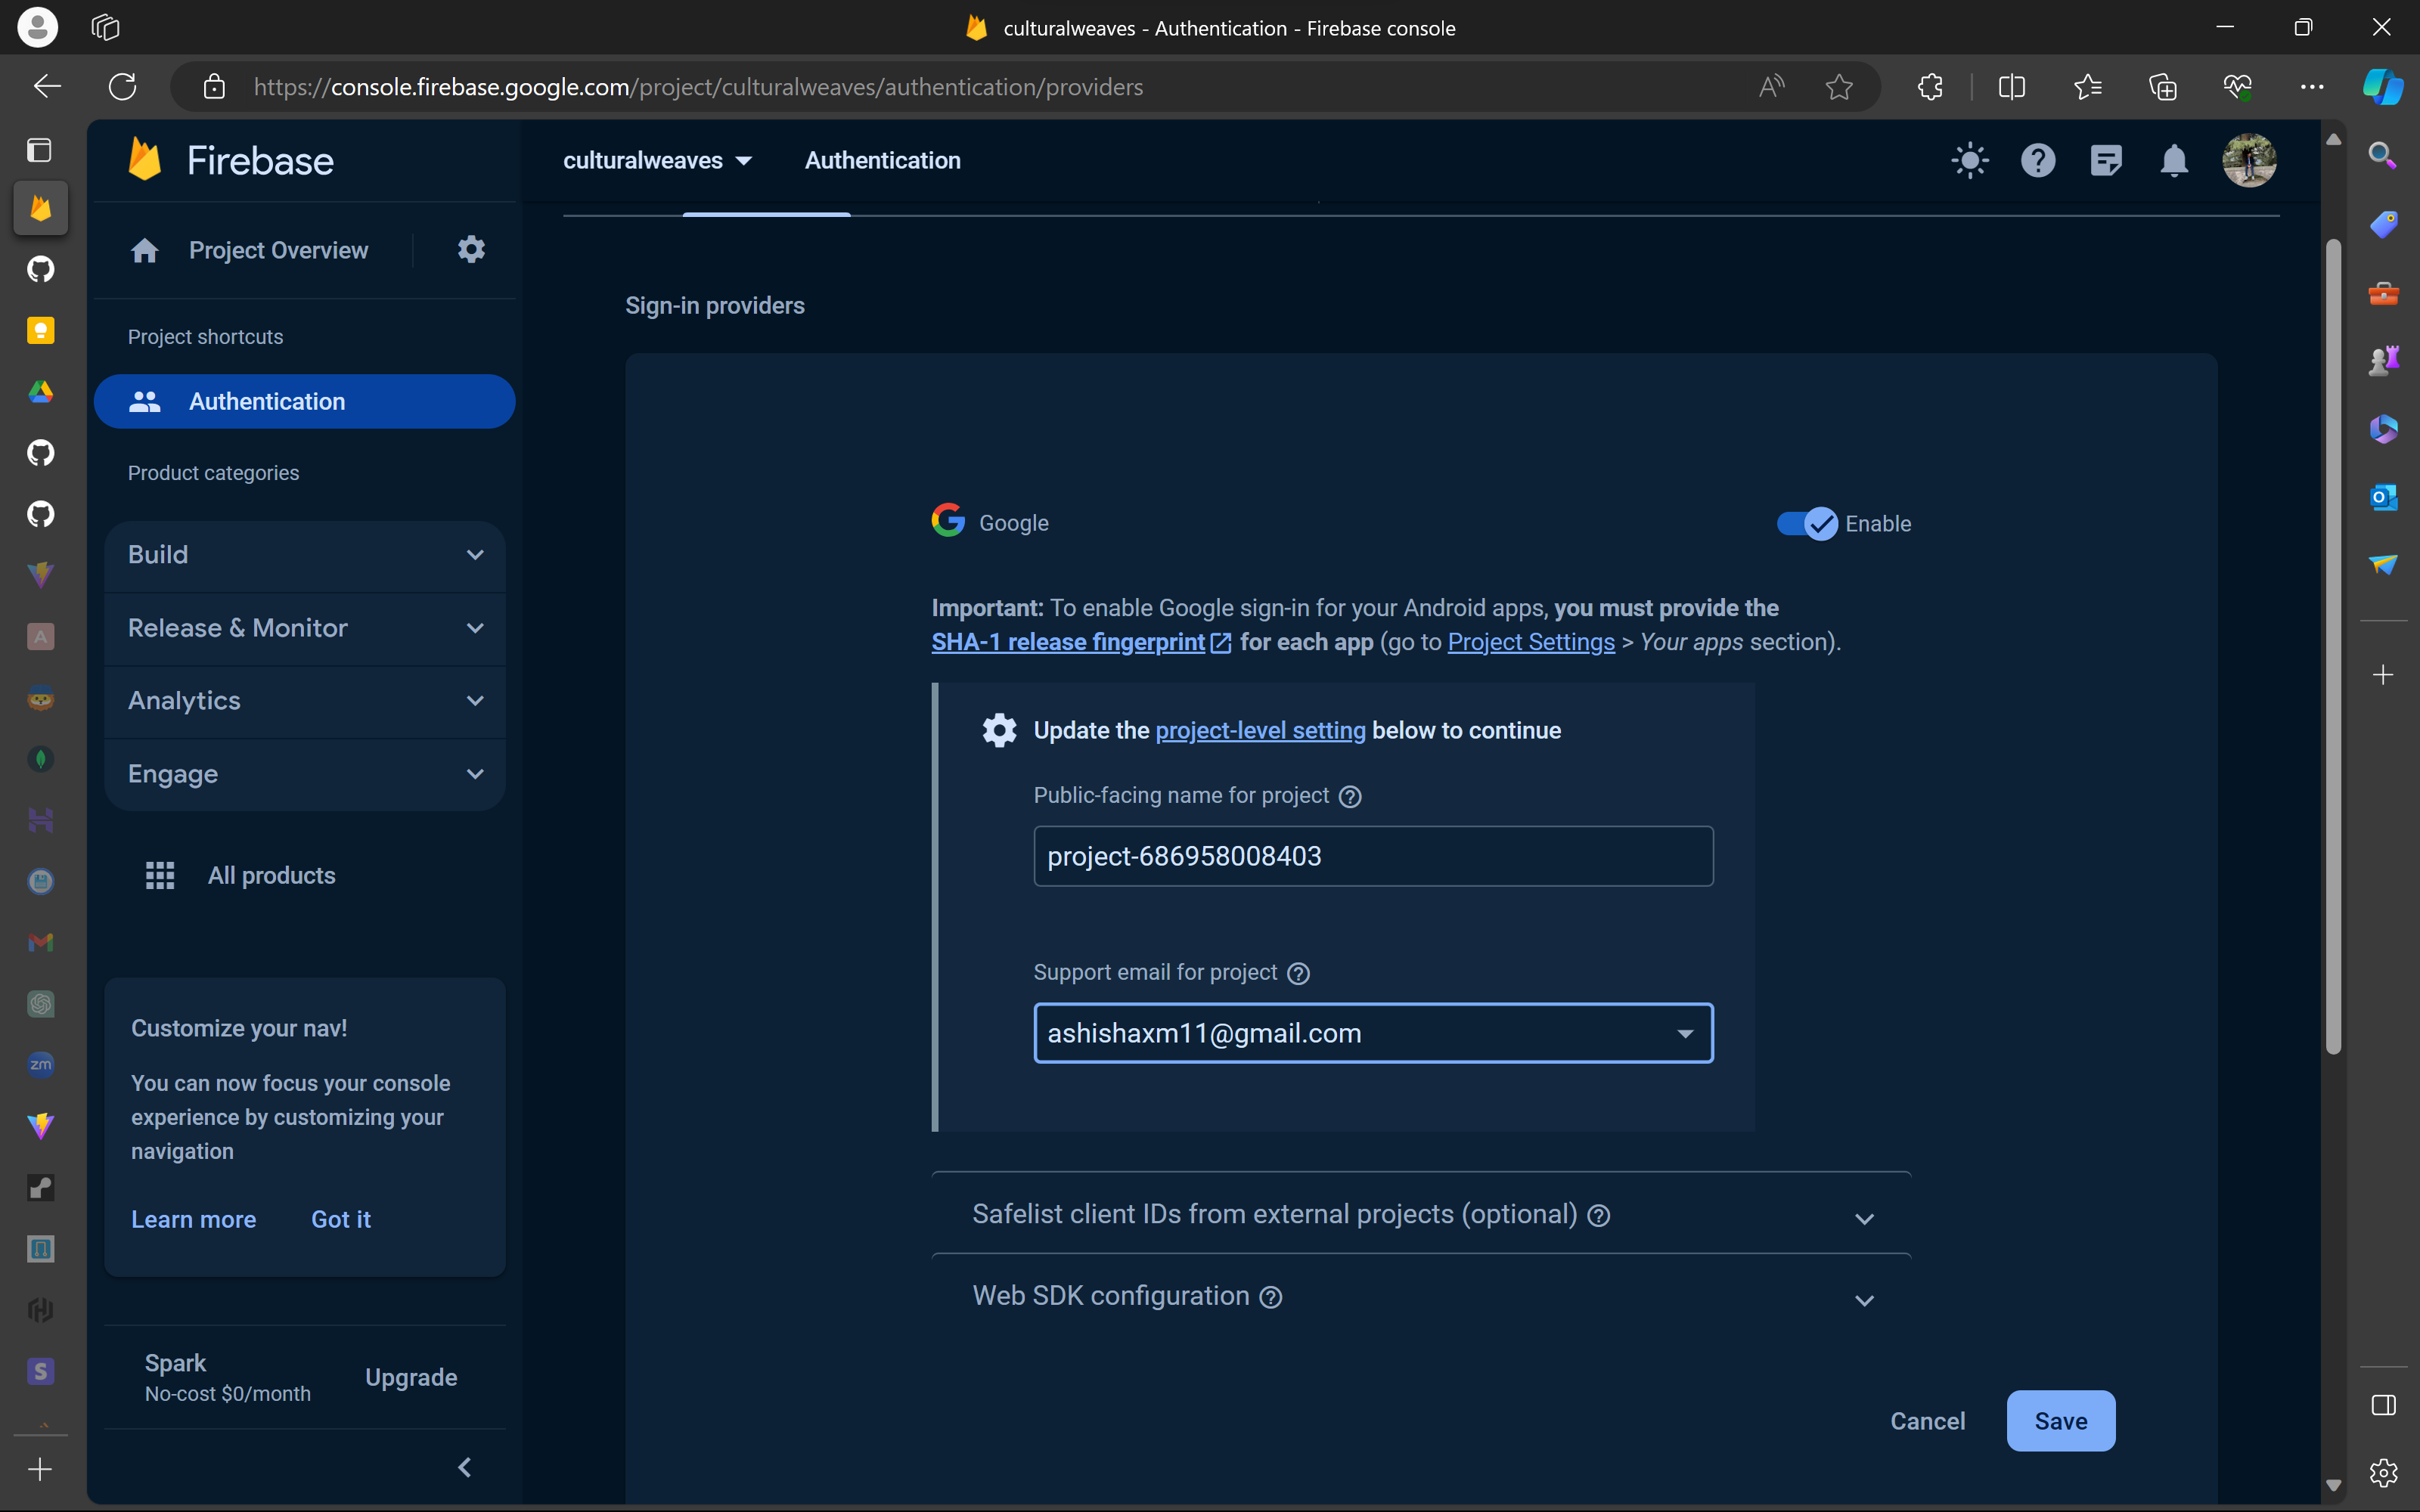 culturalweaves - Authentication - Firebase console
https://console.firebase.google.com/project/culturalweaves/authentication/providers
Firebase
culturalweaves
Authentication
Project Overview
Project shortcuts
Authentication
Product categories
Build
Release & Monitor
Analytics
Engage
All products
Customize your nav!
You can now focus your console
experience by customizing your
navigation
Learn more
Got it
Spark
No-cost $0/month
Upgrade
Sign-in providers
Google
Enable
Important: To enable Google sign-in for your Android apps, you must provide the
SHA-1 release fingerprint for each app (go to Project Settings > Your apps section).
Update the project-level setting below to continue
Public-facing name for project
project-686958008403
Support email for project
ashishaxm11@gmail.com
Safelist client IDs from external projects (optional)
Web SDK configuration
Cancel
Save
A
zm
S